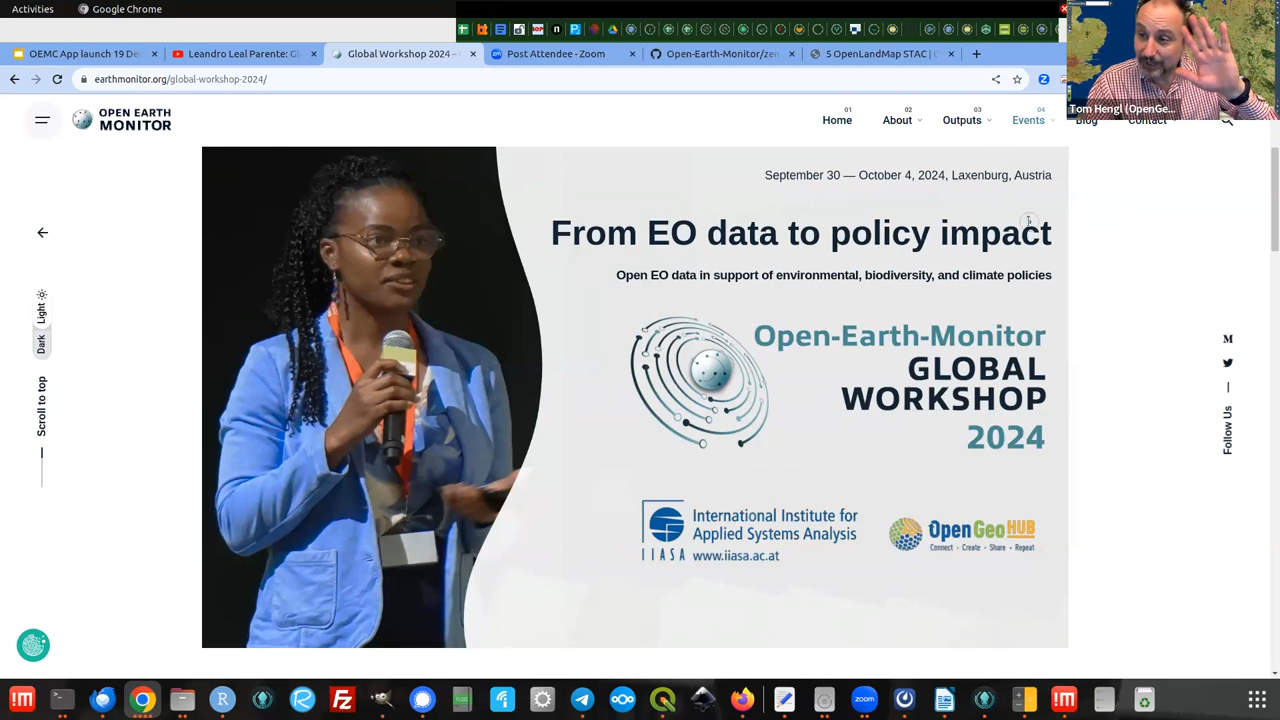 Activities
Google Chrome
OEMC App launch 19 De
Leandro Leal Parente: G
Global Workshop 2024 –
Post Attendee - Zoom
Open-Earth-Monitor/zen
5 OpenLandMap STAC |
earthmonitor.org/global-workshop-2024/
Tom Hengl (OpenGe...
OPEN EARTH
MONITOR
01
Home
02
About
03
Outputs
04
Events
Blog
Contact
September 30 — October 4, 2024, Laxenburg, Austria
From EO data to policy impact
Open EO data in support of environmental, biodiversity, and climate policies
Open-Earth-Monitor
GLOBAL
WORKSHOP
2024
IIASA
International Institute for
Applied Systems Analysis
www.iiasa.ac.at
OpenGeoHUB
Connect · Create · Share · Repeat
Light
Dark
Scroll to top
Follow Us
zoom